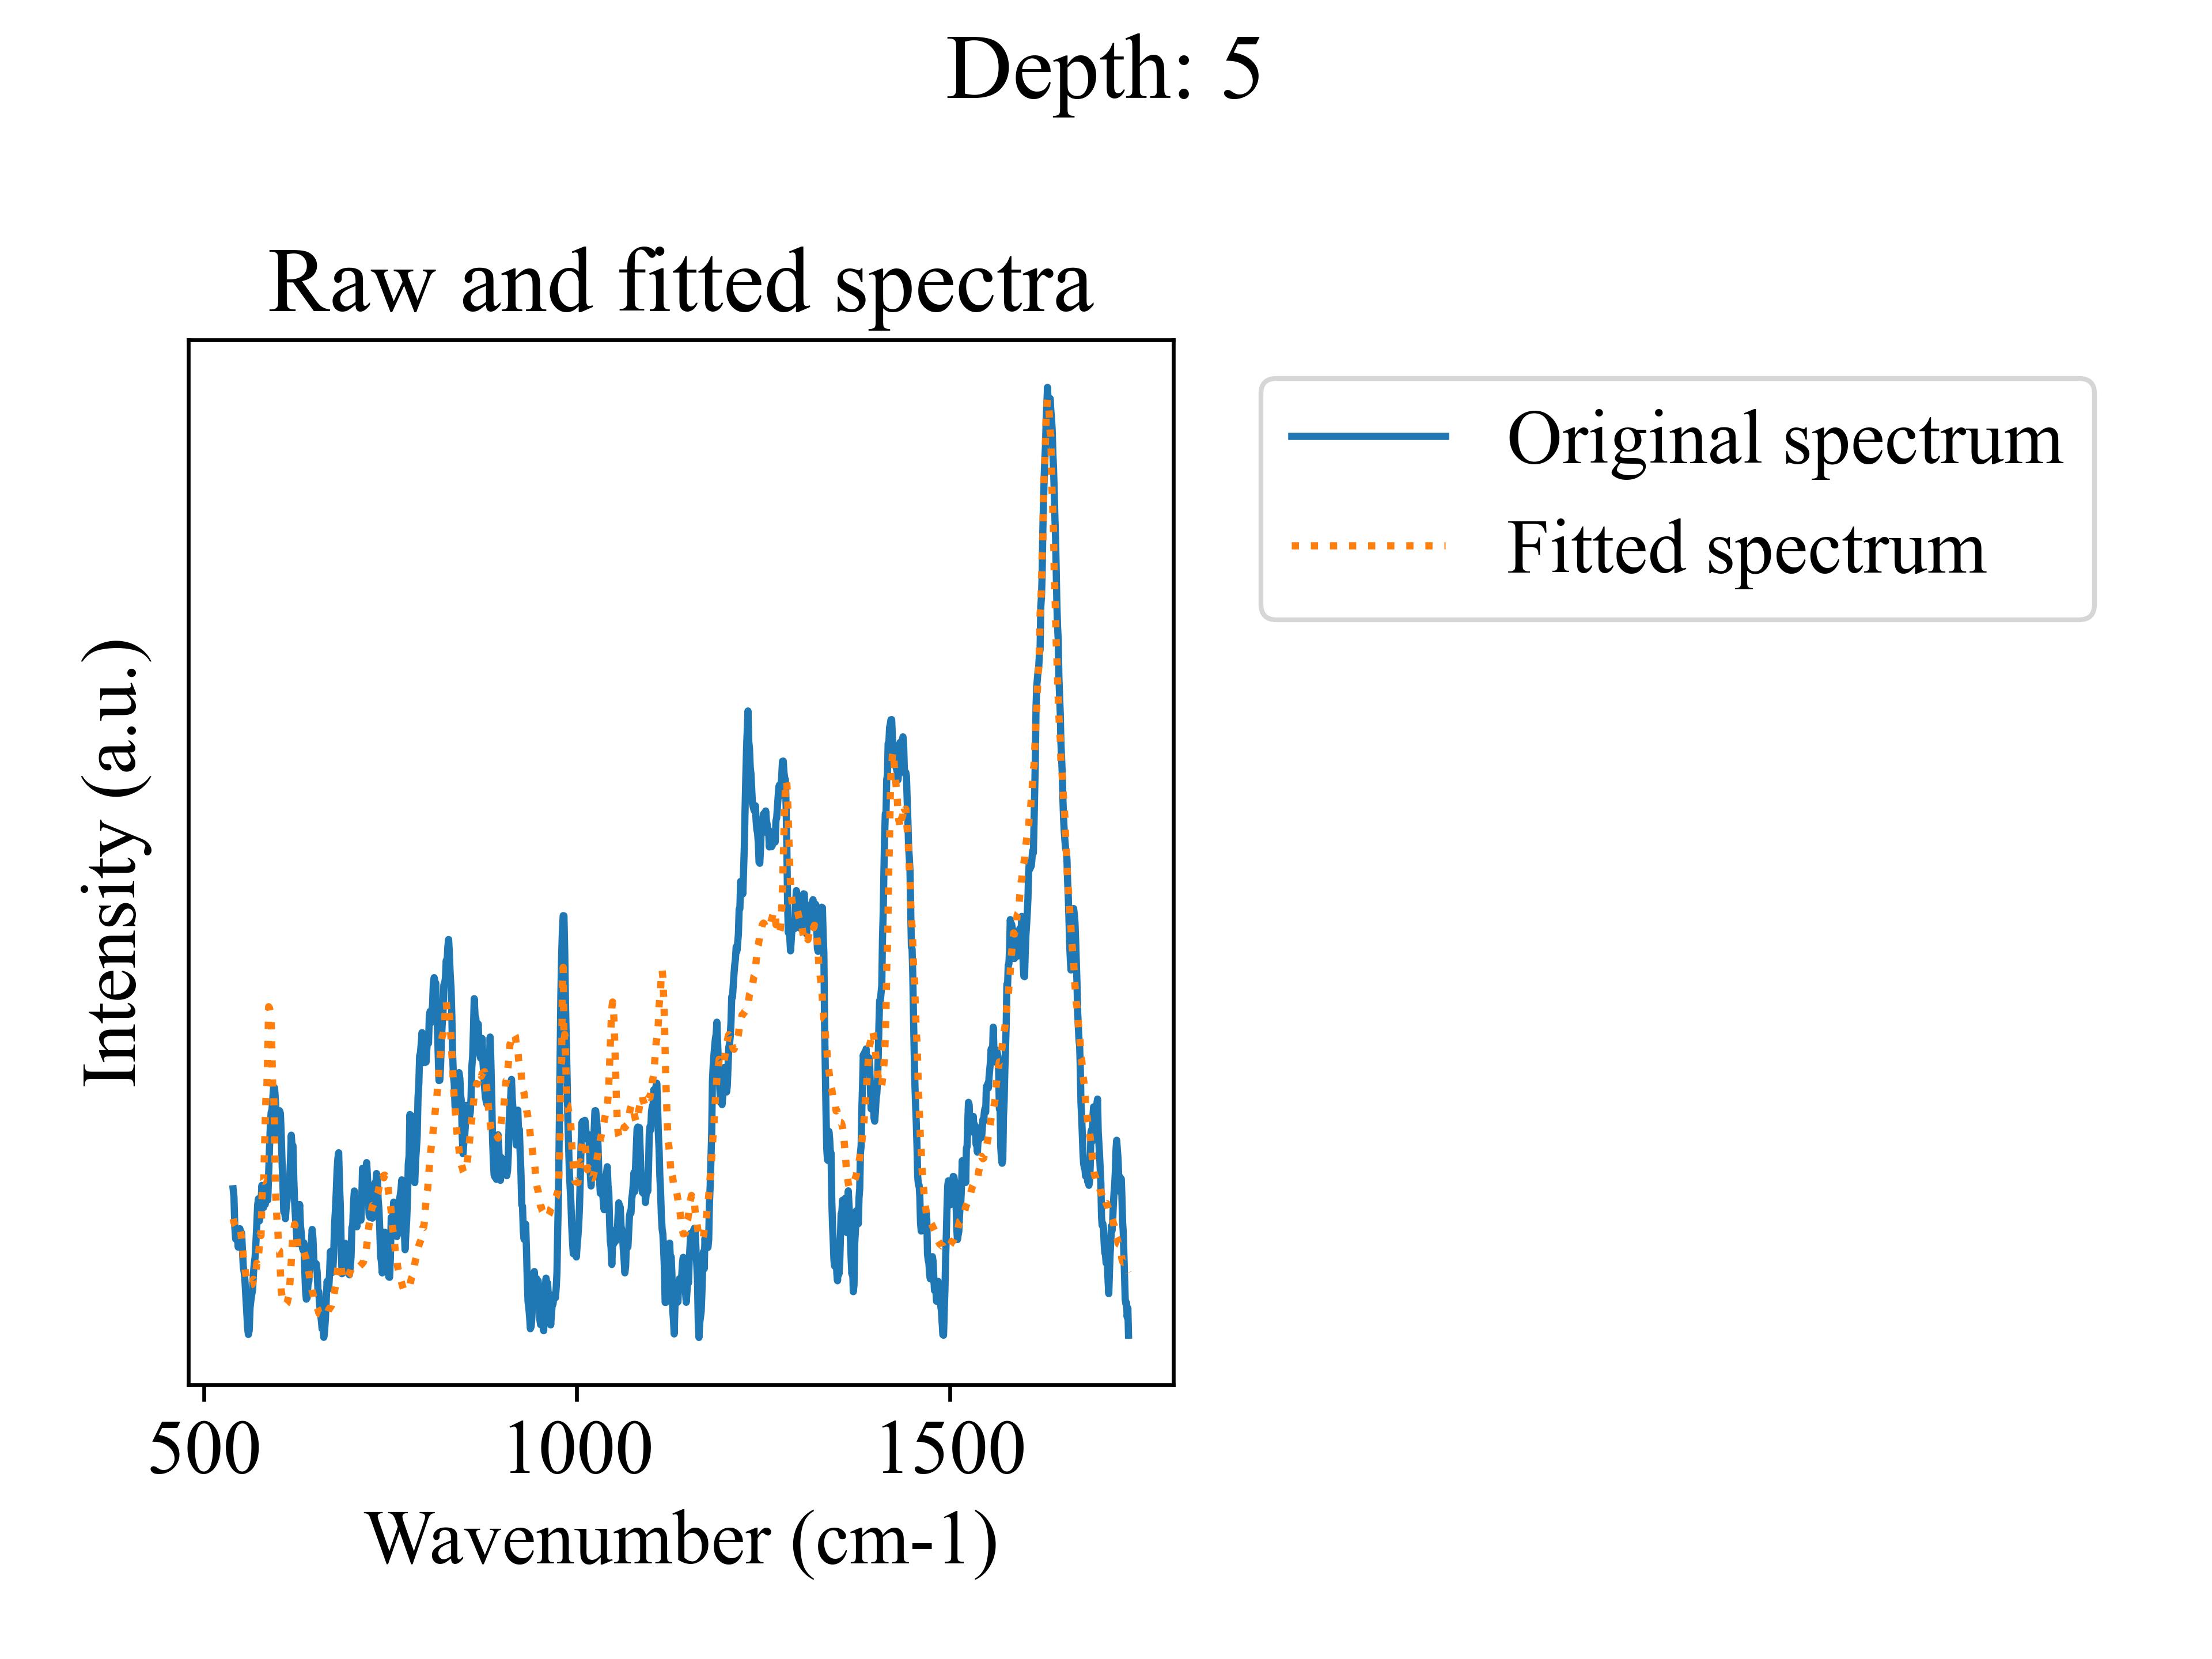 Depth: 5
Raw and fitted spectra
Original spectrum
Fitted spectrum
Intensity (a.u.)
500 1000 1500
Wavenumber (cm-1)